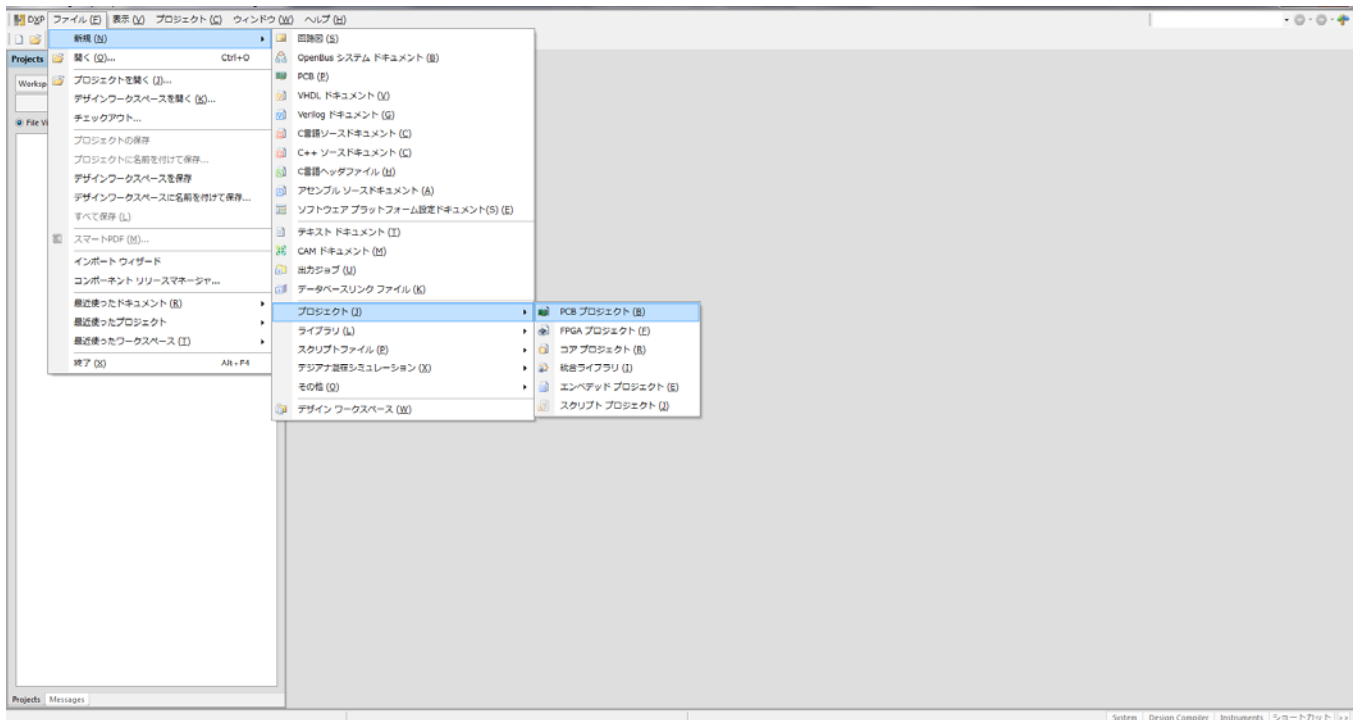 DXP ファイル (F) 表示 (V) プロジェクト (C) ウィンドウ (W) ヘルプ (H)
Projects
Worksp
File Vi
新規 (N)
開く (O)... Ctrl+O
プロジェクトを開く (J)...
デザインワークスペースを開く (K)...
チェックアウト...
プロジェクトの保存
プロジェクトに名前を付けて保存...
デザインワークスペースを保存
デザインワークスペースに名前を付けて保存...
すべて保存 (L)
スマートPDF (M)...
インポート ウィザード
コンポーネント リリースマネージャ...
最近使ったドキュメント (R)
最近使ったプロジェクト
最近使ったワークスペース (T)
終了 (X) Alt+F4
回路図 (S)
OpenBus システム ドキュメント (B)
PCB (P)
VHDL ドキュメント (V)
Verilog ドキュメント (G)
C言語ソースドキュメント (C)
C++ ソースドキュメント (C)
C言語ヘッダファイル (H)
アセンブル ソースドキュメント (A)
ソフトウェア プラットフォーム設定ドキュメント(S) (E)
テキスト ドキュメント (T)
CAM ドキュメント (M)
出力ジョブ (U)
データベースリンク ファイル (K)
プロジェクト (J)
ライブラリ (L)
スクリプトファイル (P)
デジアナ混在シミュレーション (X)
その他 (O)
デザイン ワークスペース (W)
PCB プロジェクト (B)
FPGA プロジェクト (F)
コア プロジェクト (R)
統合ライブラリ (I)
エンベデッド プロジェクト (E)
スクリプト プロジェクト (J)
Projects Messages
System Design Compiler Instruments ショートカット >>